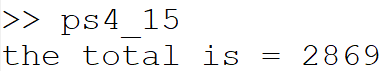 >> ps4_15
the total is = 2869